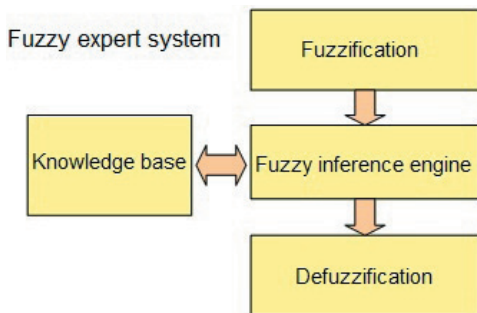 Fuzzy expert system
Fuzzification
Knowledge base
Fuzzy inference engine
Defuzzification